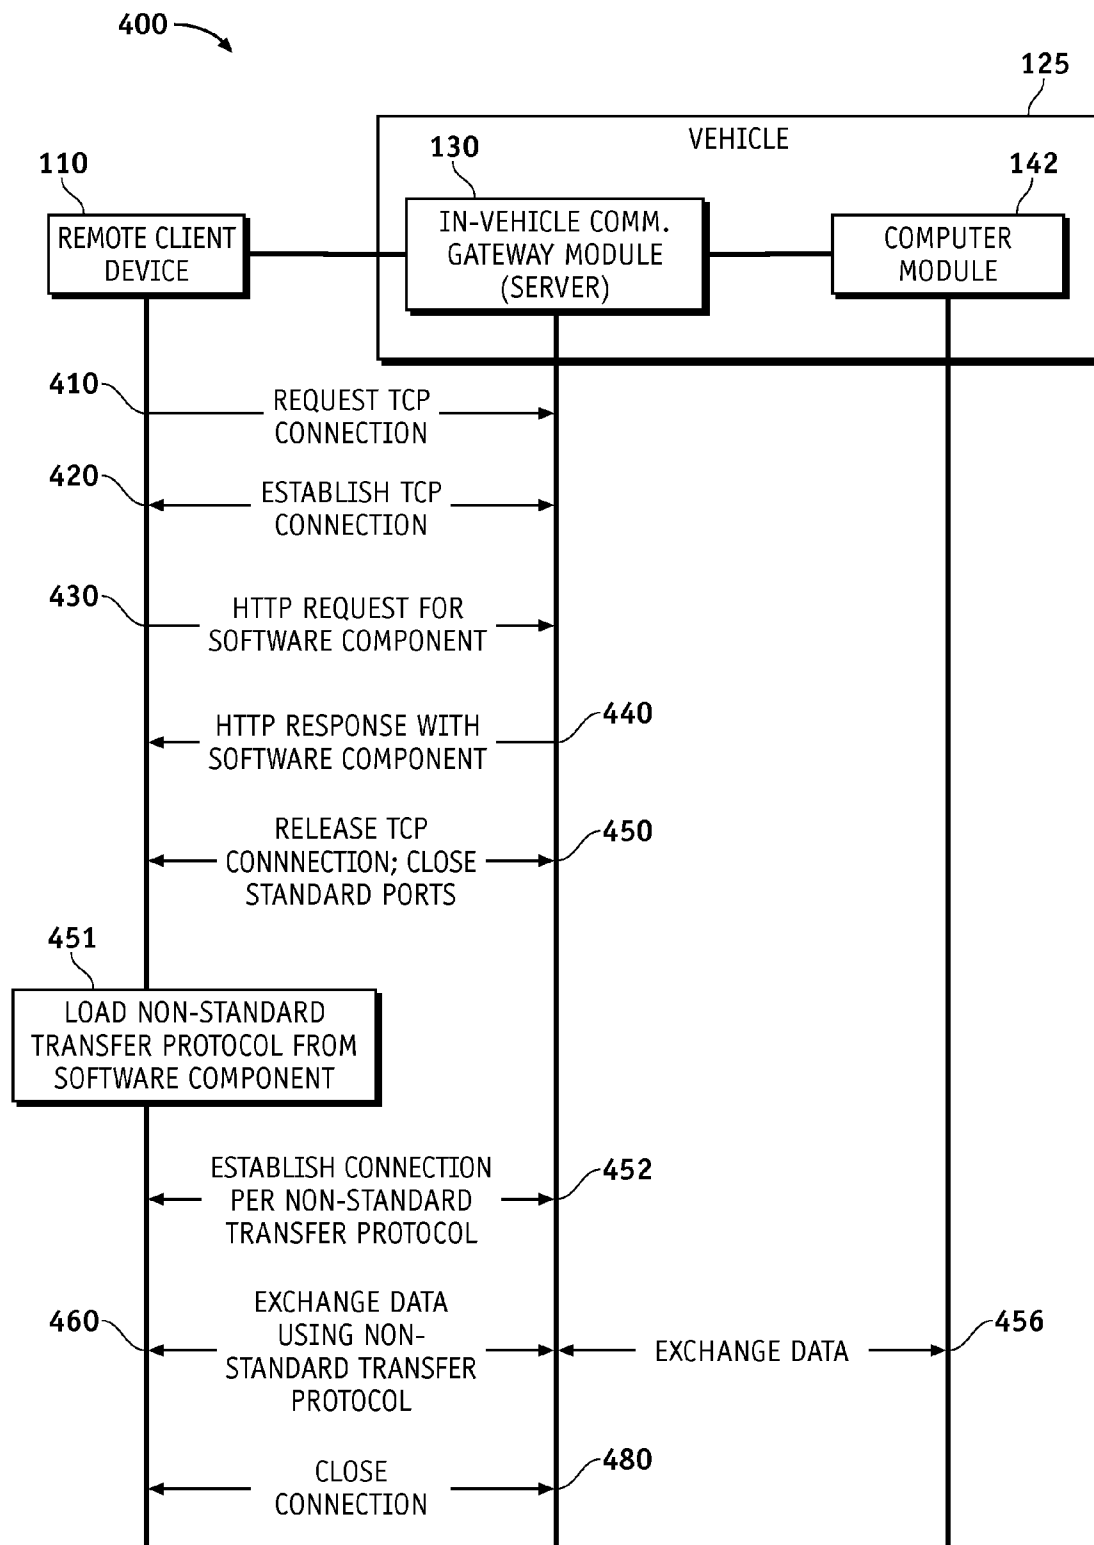 400
125
VEHICLE
110
130
142
REMOTE CLIENT
DEVICE
IN-VEHICLE COMM.
GATEWAY MODULE
(SERVER)
COMPUTER
MODULE
410
REQUEST TCP
CONNECTION
420
ESTABLISH TCP
CONNECTION
430
HTTP REQUEST FOR
SOFTWARE COMPONENT
HTTP RESPONSE WITH
SOFTWARE COMPONENT
440
RELEASE TCP
CONNNECTION; CLOSE
STANDARD PORTS
450
451
LOAD NON-STANDARD
TRANSFER PROTOCOL FROM
SOFTWARE COMPONENT
ESTABLISH CONNECTION
PER NON-STANDARD
TRANSFER PROTOCOL
452
460
EXCHANGE DATA
USING NON-
STANDARD TRANSFER
PROTOCOL
EXCHANGE DATA
456
CLOSE
CONNECTION
480